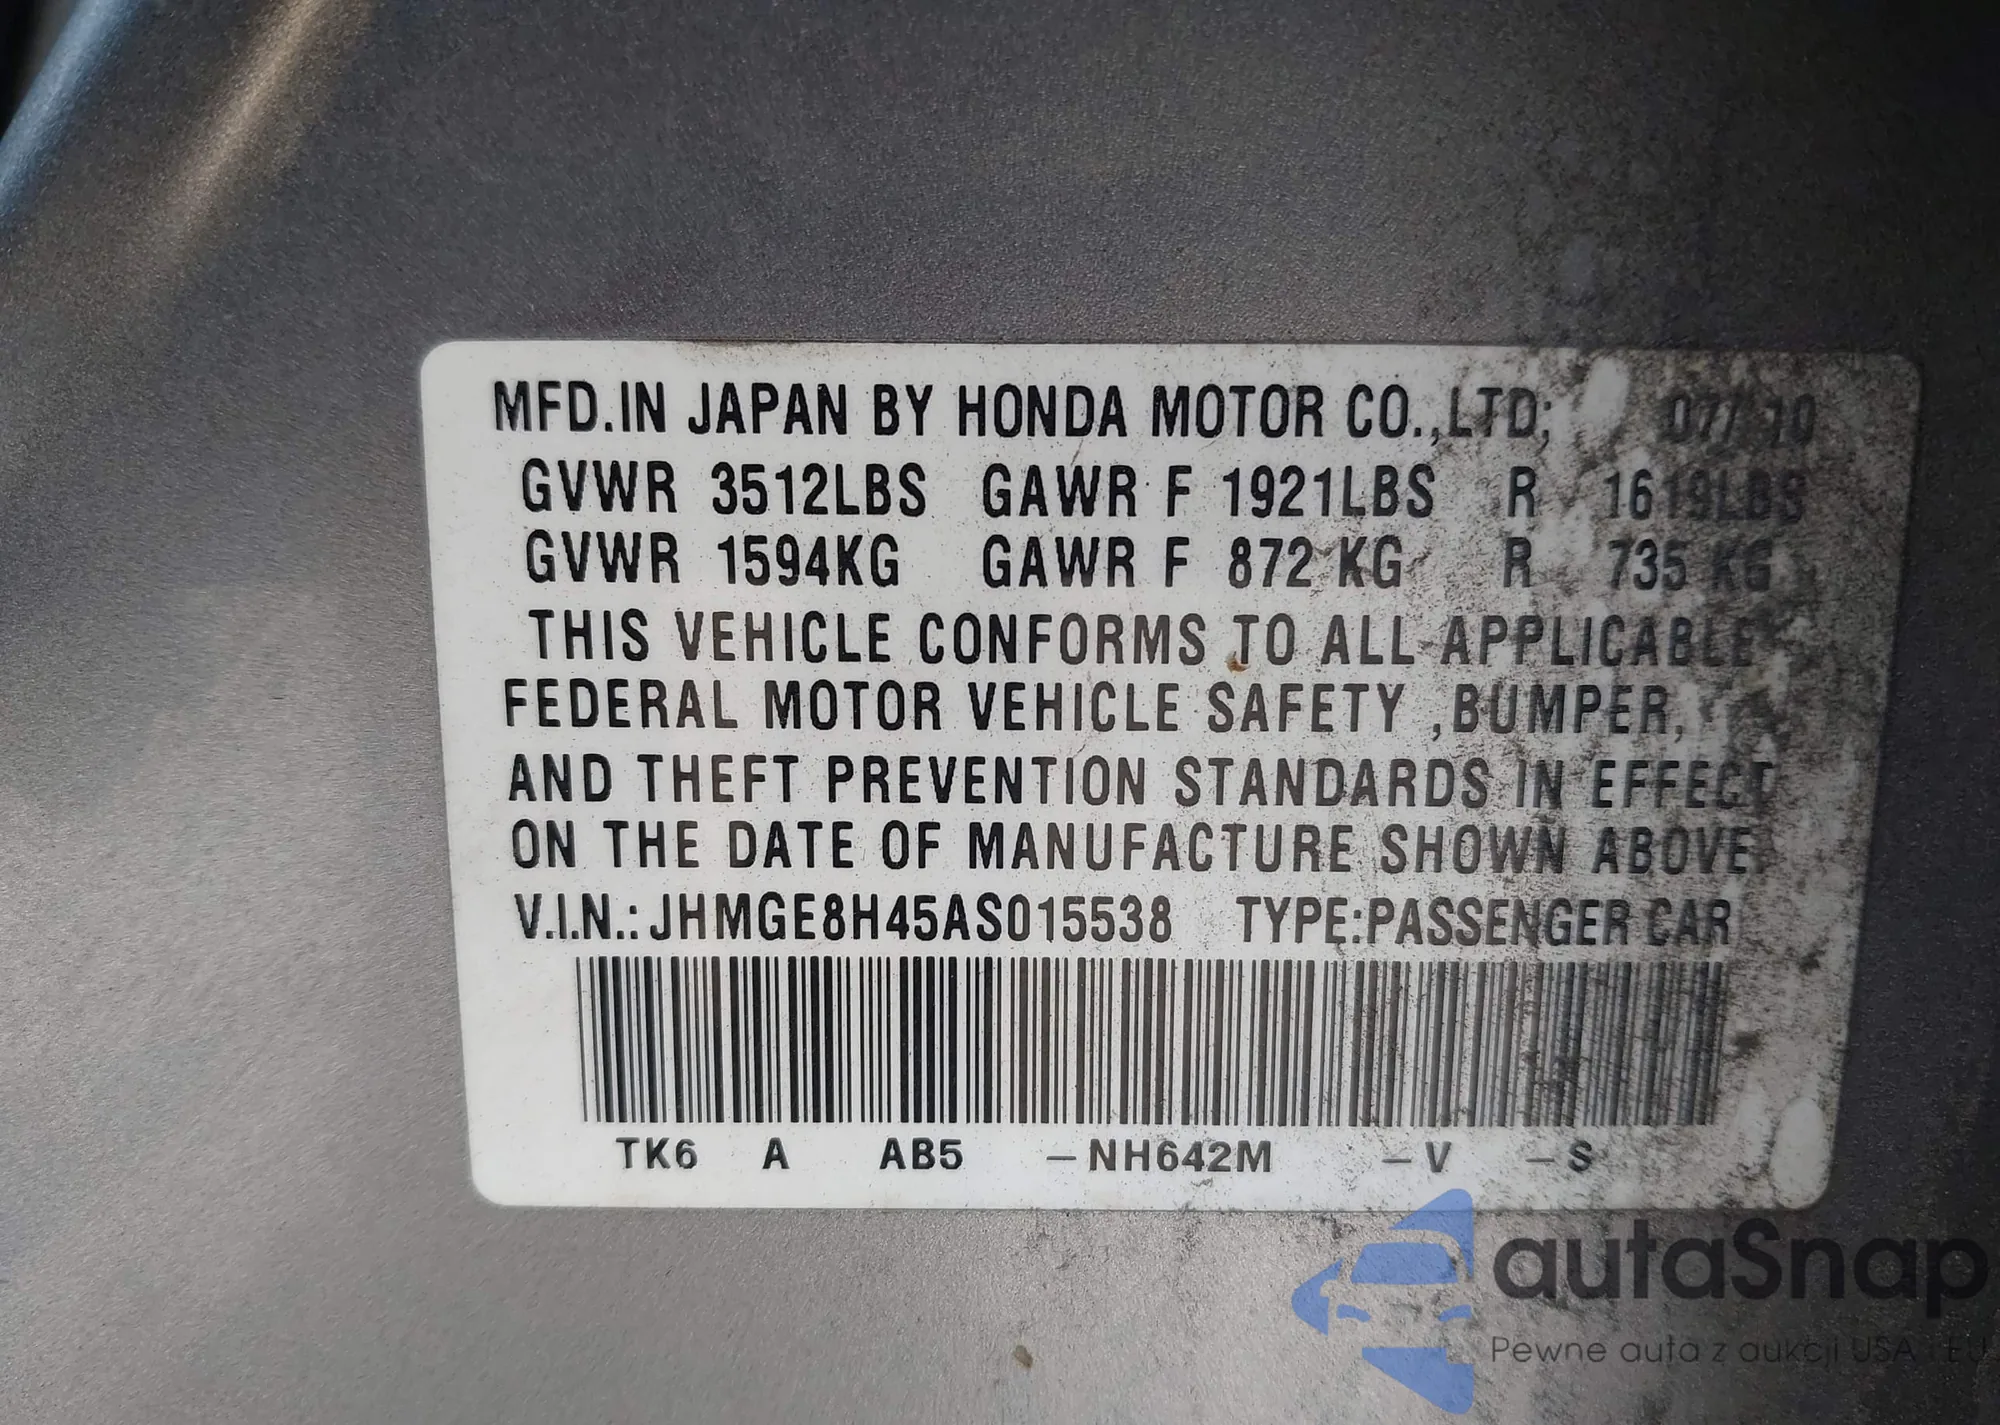 MFD.IN JAPAN BY HONDA MOTOR CO.,LTD; 07/10
GVWR 3512LBS GAWR F 1921LBS R 1619LBS
GVWR 1594KG GAWR F 872 KG R 735 KG
THIS VEHICLE CONFORMS TO ALL APPLICABLE
FEDERAL MOTOR VEHICLE SAFETY ,BUMPER,
AND THEFT PREVENTION STANDARDS IN EFFECT
ON THE DATE OF MANUFACTURE SHOWN ABOVE.
V.I.N.: JHMGE8H45AS015538 TYPE:PASSENGER CAR
TK6 A AB5 –NH642M –V –S
autaSnap
Pewne auta z aukcji USA i EU